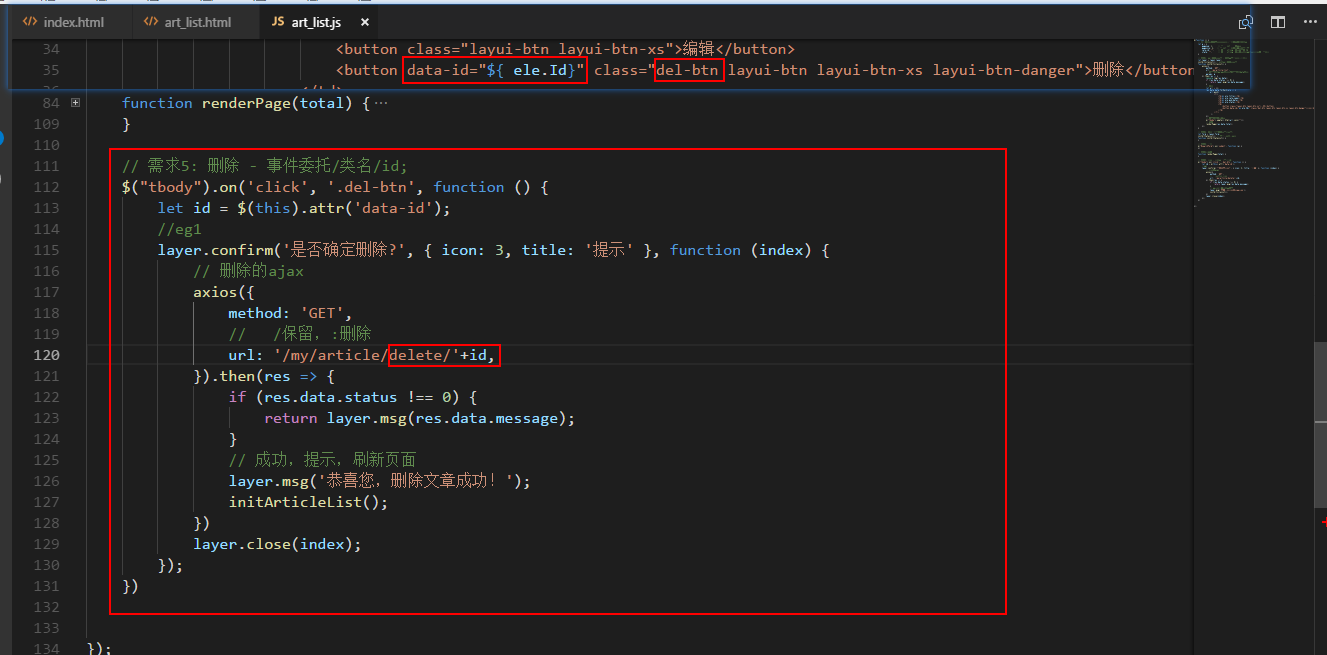 index.html art_list.html JS art_list.js ×
34 <button class="layui-btn layui-btn-xs">编辑</button>
35 <button data-id="${ ele.Id}" class="del-btn layui-btn layui-btn-xs layui-btn-danger">删除</button
84 function renderPage(total) {…
109 }
110
111 // 需求5: 删除 - 事件委托/类名/id;
112 $("tbody").on('click', '.del-btn', function () {
113 let id = $(this).attr('data-id');
114 //eg1
115 layer.confirm('是否确定删除?', { icon: 3, title: '提示' }, function (index) {
116 // 删除的ajax
117 axios({
118 method: 'GET',
119 // /保留, :删除
120 url: '/my/article/delete/'+id,
121 }).then(res => {
122 if (res.data.status !== 0) {
123 return layer.msg(res.data.message);
124 }
125 // 成功, 提示, 刷新页面
126 layer.msg('恭喜您, 删除文章成功! ');
127 initArticleList();
128 })
129 layer.close(index);
130 });
131 })
132
133
134 });